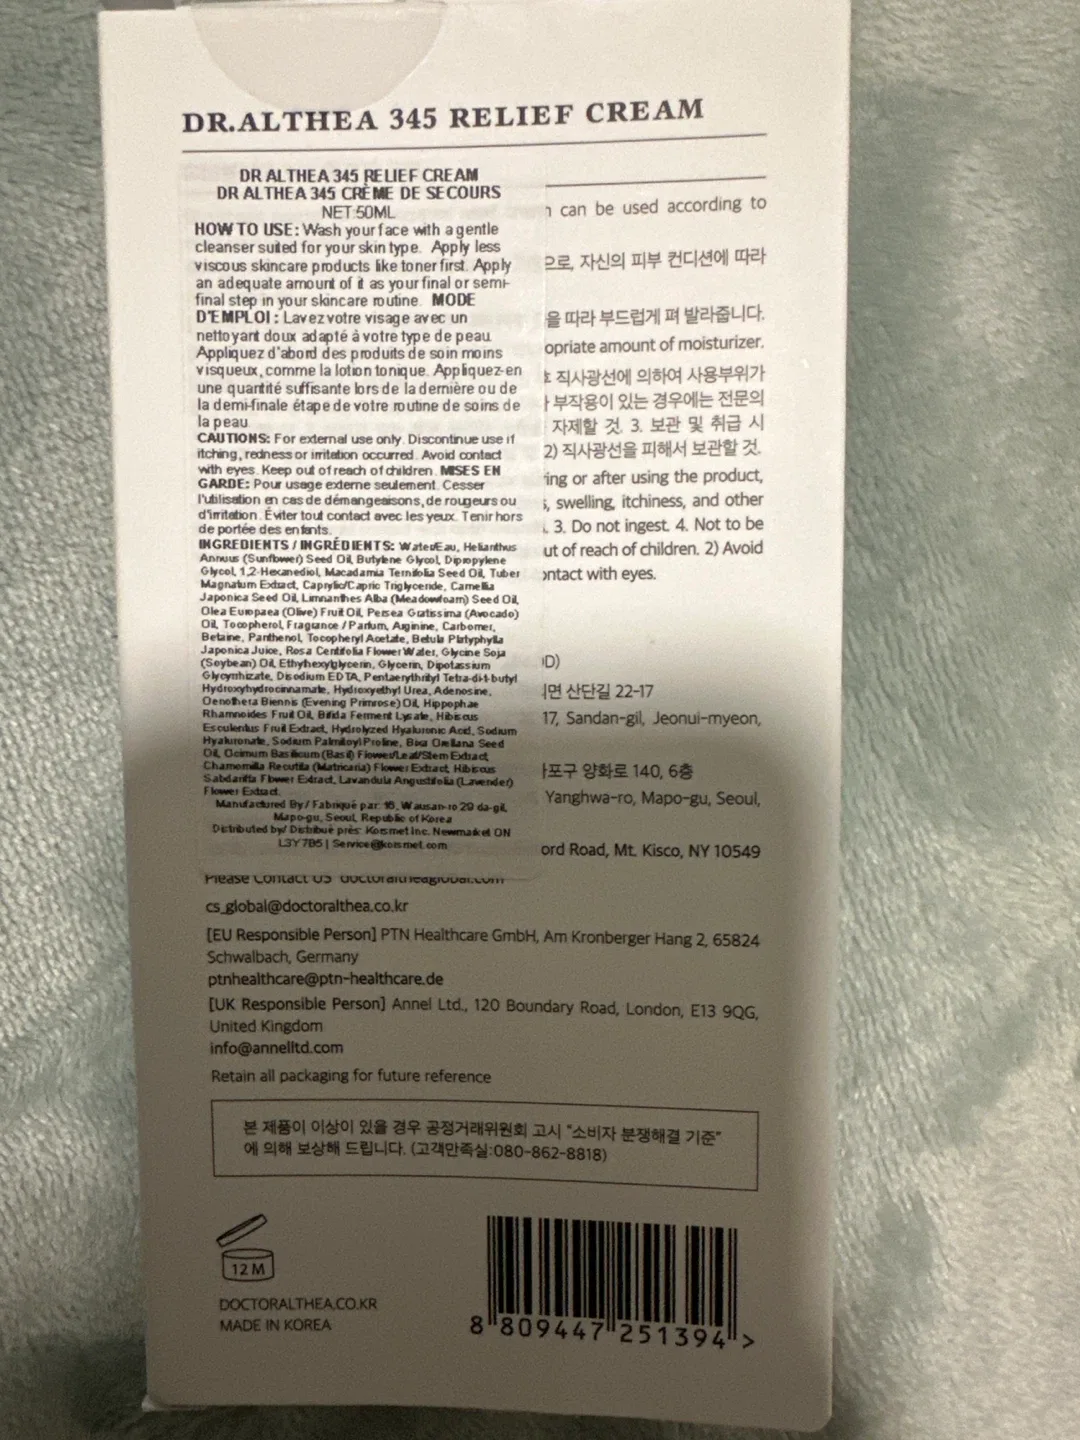 DR.ALTHEA 345 RELIEF CREAM
DR ALTHEA 345 RELIEF CREAM
DR ALTHEA 345 CRÈME DE SECOURS
NET 50ML
HOW TO USE: Wash your face with a gentle
cleanser suited for your skin type. Apply less
viscous skincare products like toner first. Apply
an adequate amount of it as your final or semi-
final step in your skincare routine. MODE
D'EMPLOI : Lavez votre visage avec un
nettoyant doux adapté à votre type de peau.
Appliquez d'abord des produits de soin moins
visqueux, comme la lotion tonique. Appliquez-en
une quantité suffisante lors de la dernière ou de
la demi-finale étape de votre routine de soins de
la peau
CAUTIONS: For external use only. Discontinue use if
itching, redness or irritation occurred. Avoid contact
with eyes. Keep out of reach of children. MISES EN
GARDE: Pour usage externe seulement. Cesser
l'utilisation en cas de démangeaisons, de rougeurs ou
d'irritation. Éviter tout contact avec les yeux. Tenir hors
de portée des enfants.
INGREDIENTS / INGRÉDIENTS: Water/Eau, Helianthus
Annuus (Sunflower) Seed Oil, Butylene Glycol, Dipropylene
Glycol, 1,2-Hexanediol, Macadamia Ternifolia Seed Oil, Tuber
Magnatum Extract, Caprylic/Capric Triglyceride, Camellia
Japonica Seed Oil, Limnanthes Alba (Meadowfoam) Seed Oil,
Olea Europaea (Olive) Fruit Oil, Persea Gratissima (Avocado)
Oil, Tocopherol, Fragrance / Parfum, Arginine, Carbomer,
Betaine, Panthenol, Tocopheryl Acetate, Betula Platyphylla
Japonica Juice, Rosa Centifolia Flower Water, Glycine Soja
(Soybean) Oil, Ethylhexylglycerin, Glycerin, Dipotassium
Glycyrrhizate, Disodium EDTA, Pentaerythrityl Tetra-di-t-butyl
Hydroxyhydrocinnamate, Hydroxyethyl Urea, Adenosine,
Oenothera Biennis (Evening Primrose) Oil, Hippophae
Rhamnoides Fruit Oil, Bifida Ferment Lysate, Hibiscus
Esculentus Fruit Extract, Hydrolyzed Hyaluronic Acid, Sodium
Hyaluronate, Sodium Palmitoyl Proline, Bixa Orellana Seed
Oil, Ocimum Basilicum (Basil) Flower/Leaf/Stem Extract,
Chamomilla Recutita (Matricaria) Flower Extract, Hibiscus
Sabdariffa Flower Extract, Lavandula Angustifolia (Lavender)
Flower Extract.
Manufactured By / Fabriqué par: 16, Wausan-ro 29 da-gil,
Mapo-gu, Seoul, Republic of Korea
Distributed by/ Distribué près: Korsmet Inc. Newmarket ON
L3Y 7B5 | Service@korsmet.com
can be used according to
으로, 자신의 피부 컨디션에 따라
을 따라 부드럽게 펴 발라줍니다.
opriate amount of moisturizer.
직사광선에 의하여 사용부위가
부작용이 있는 경우에는 전문의
자제할 것. 3. 보관 및 취급 시
2) 직사광선을 피해서 보관할 것.
ring or after using the product,
s, swelling, itchiness, and other
. 3. Do not ingest. 4. Not to be
ut of reach of children. 2) Avoid
ontact with eyes.
D)
면 산단길 22-17
17, Sandan-gil, Jeonui-myeon,
포구 양화로 140, 6층
Yanghwa-ro, Mapo-gu, Seoul,
ord Road, Mt. Kisco, NY 10549
Please Contact US doctoraltheaglobal.com
cs_global@doctoralthea.co.kr
[EU Responsible Person] PTN Healthcare GmbH, Am Kronberger Hang 2, 65824
Schwalbach, Germany
ptnhealthcare@ptn-healthcare.de
[UK Responsible Person] Annel Ltd., 120 Boundary Road, London, E13 9QG,
United Kingdom
info@annelltd.com
Retain all packaging for future reference
본 제품이 이상이 있을 경우 공정거래위원회 고시 "소비자 분쟁해결 기준"
에 의해 보상해 드립니다. (고객만족실:080-862-8818)
12 M
DOCTORALTHEA.CO.KR
MADE IN KOREA
8 809447 251394 >